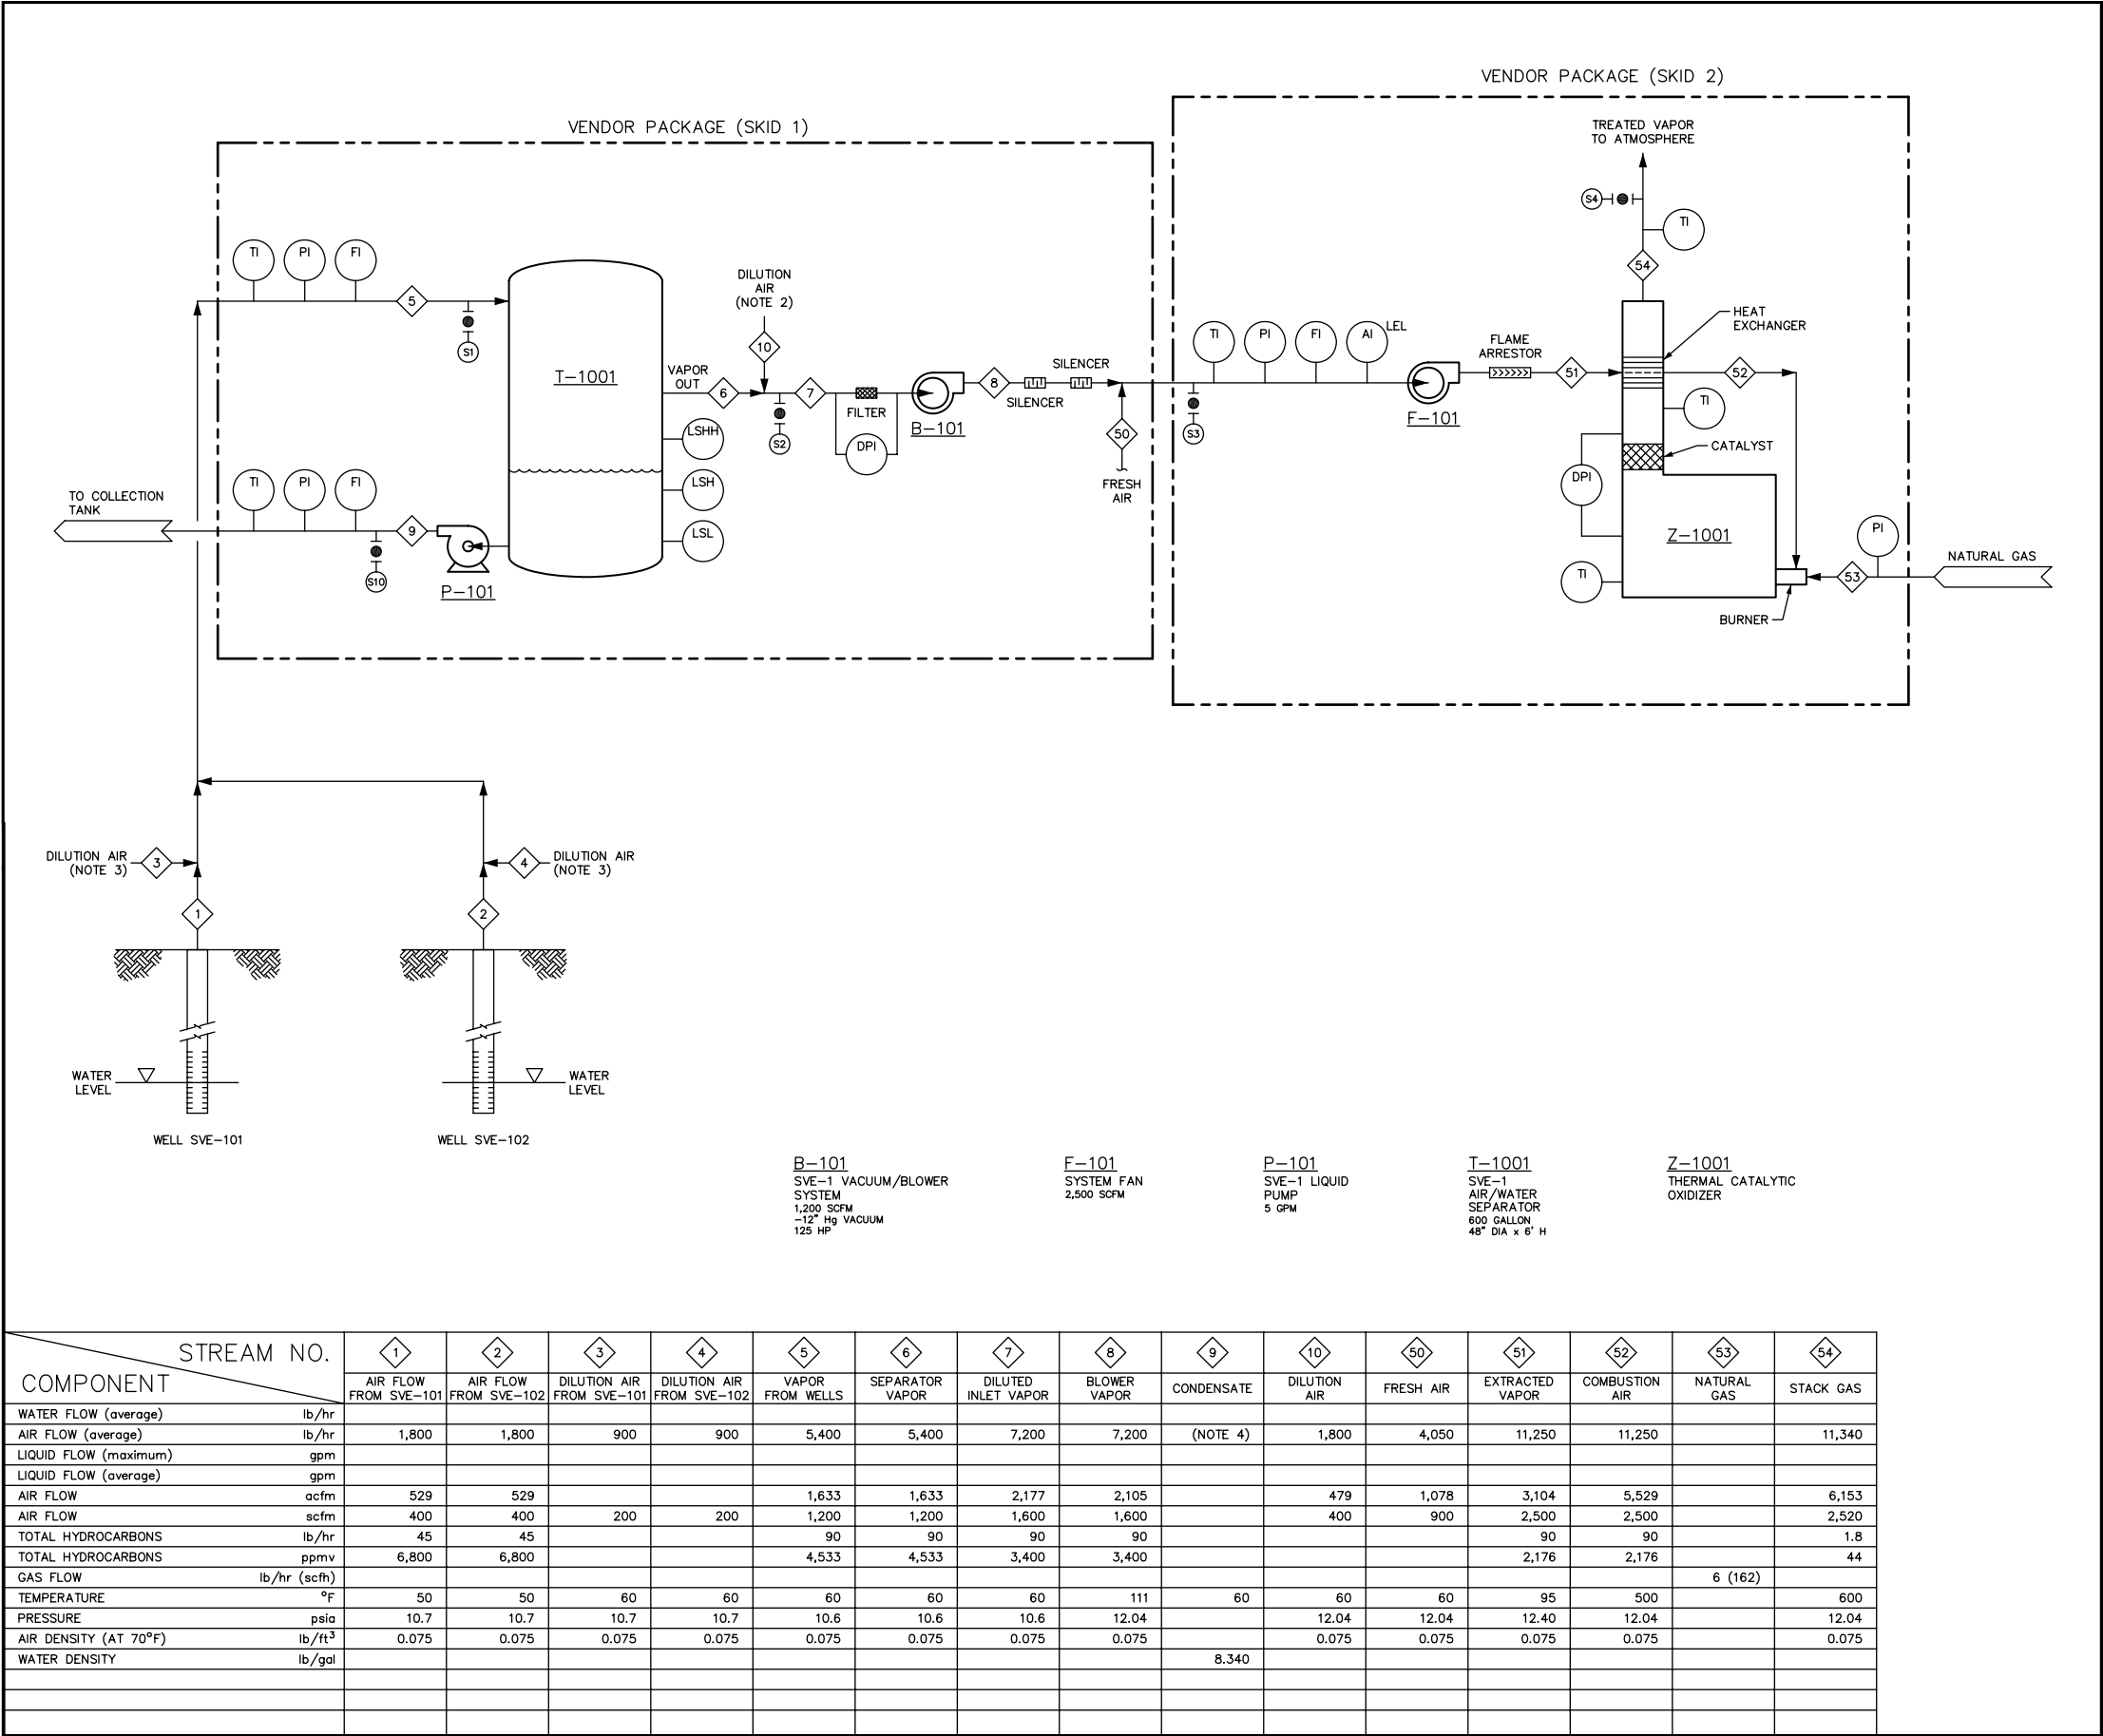 VENDOR PACKAGE (SKID 2)
VENDOR PACKAGE (SKID 1)
TREATED VAPOR
TO ATMOSPHERE
S4
TI
54
TI PI FI
5
S1
DILUTION
AIR
(NOTE 2)
10
T-1001
VAPOR
OUT
6
S2
7
FILTER
DPI
B-101
8
SILENCER
SILENCER
50
FRESH
AIR
LSHH
LSH
LSL
TI PI FI AI LEL
S3
F-101
FLAME
ARRESTOR
51
HEAT
EXCHANGER
52
TI
CATALYST
DPI
Z-1001
TI
BURNER
53
PI
NATURAL GAS
TO COLLECTION
TANK
TI PI FI
9
S10
P-101
DILUTION AIR
(NOTE 3)
3
4
DILUTION AIR
(NOTE 3)
1
2
WATER
LEVEL
WATER
LEVEL
WELL SVE-101
WELL SVE-102
B-101
SVE-1 VACUUM/BLOWER
SYSTEM
1,200 SCFM
-12" Hg VACUUM
125 HP
F-101
SYSTEM FAN
2,500 SCFM
P-101
SVE-1 LIQUID
PUMP
5 GPM
T-1001
SVE-1
AIR/WATER
SEPARATOR
600 GALLON
48" DIA x 6' H
Z-1001
THERMAL CATALYTIC
OXIDIZER
STREAM NO. 1 2 3 4 5 6 7 8 9 10 50 51 52 53 54
COMPONENT
AIR FLOW FROM SVE-101
AIR FLOW FROM SVE-102
DILUTION AIR FROM SVE-101
DILUTION AIR FROM SVE-102
VAPOR FROM WELLS
SEPARATOR VAPOR
DILUTED INLET VAPOR
BLOWER VAPOR
CONDENSATE
DILUTION AIR
FRESH AIR
EXTRACTED VAPOR
COMBUSTION AIR
NATURAL GAS
STACK GAS
WATER FLOW (average) lb/hr
AIR FLOW (average) lb/hr 1,800 1,800 900 900 5,400 5,400 7,200 7,200 (NOTE 4) 1,800 4,050 11,250 11,250 11,340
LIQUID FLOW (maximum) gpm
LIQUID FLOW (average) gpm
AIR FLOW acfm 529 529 1,633 1,633 2,177 2,105 479 1,078 3,104 5,529 6,153
AIR FLOW scfm 400 400 200 200 1,200 1,200 1,600 1,600 400 900 2,500 2,500 2,520
TOTAL HYDROCARBONS lb/hr 45 45 90 90 90 90 90 90 1.8
TOTAL HYDROCARBONS ppmv 6,800 6,800 4,533 4,533 3,400 3,400 2,176 2,176 44
GAS FLOW lb/hr (scfh) 6 (162)
TEMPERATURE °F 50 50 60 60 60 60 60 111 60 60 60 95 500 600
PRESSURE psia 10.7 10.7 10.7 10.7 10.6 10.6 10.6 12.04 12.04 12.04 12.40 12.04 12.04
AIR DENSITY (AT 70°F) lb/ft³ 0.075 0.075 0.075 0.075 0.075 0.075 0.075 0.075 0.075 0.075 0.075 0.075 0.075
WATER DENSITY lb/gal 8.340